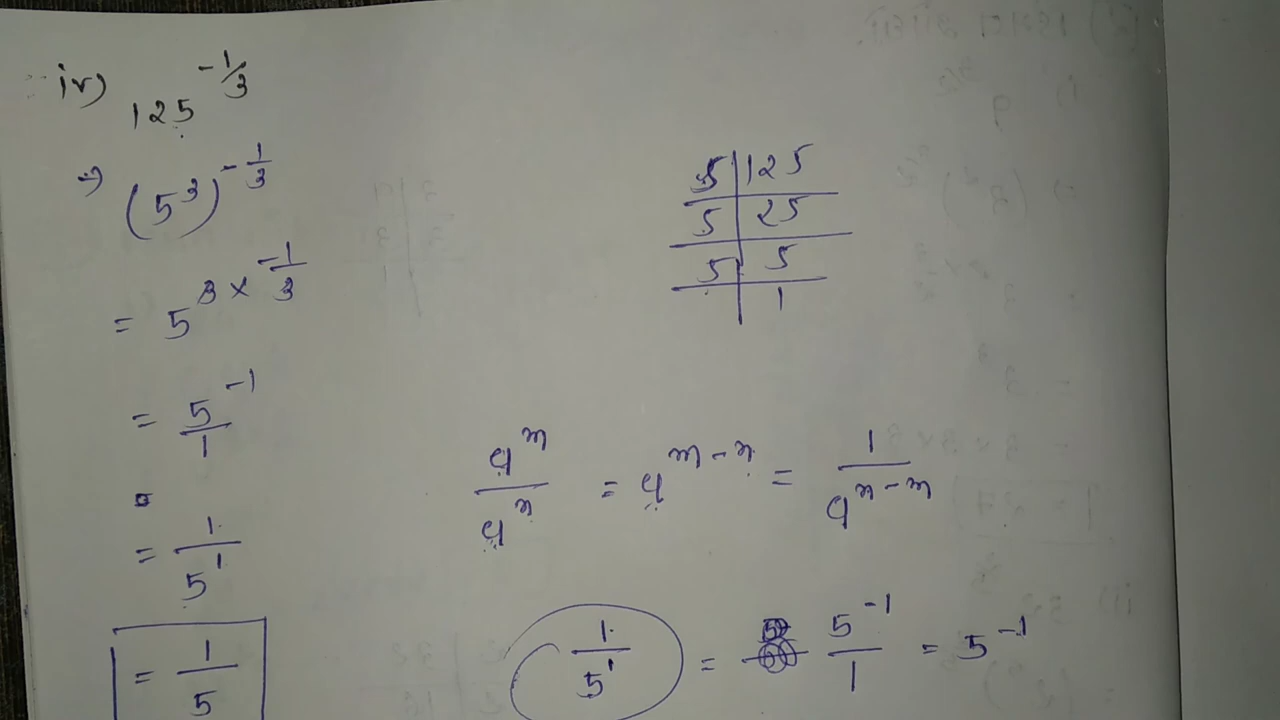 iv) 125^{-1/3}
⇒ (5^3)^{-1/3}
= 5^{3 × -1/3}
= 5^{-1}/1
= 1/5^1
= 1/5
5 | 125
5 | 25
5 | 5
1
a^m/a^n = a^{m-n} = 1/a^{n-m}
1/5^1 = 5^{-1}/1 = 5^{-1}